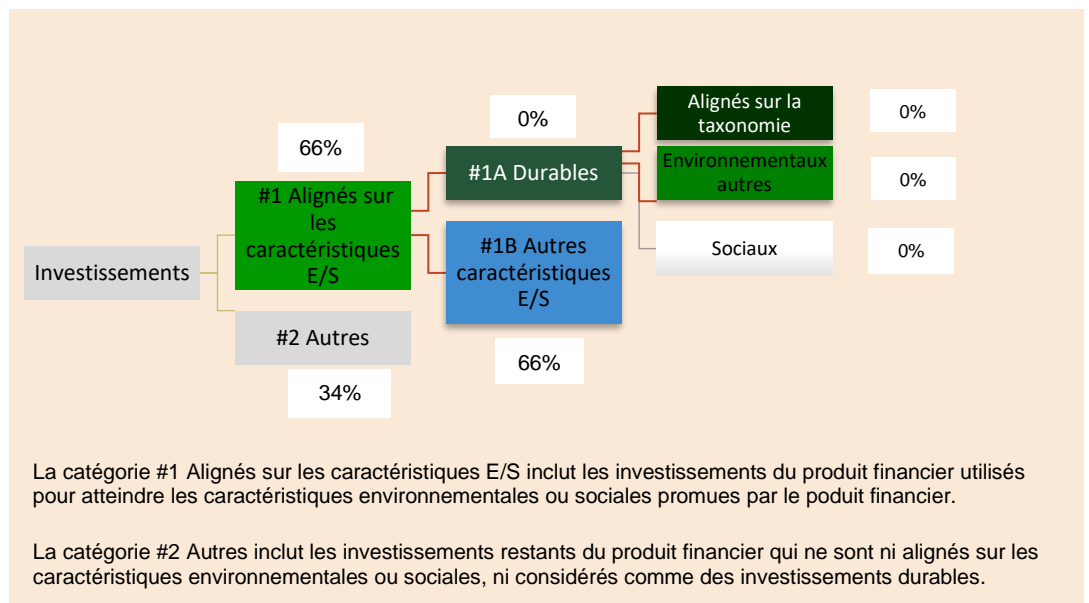 Investissements
66%
#1 Alignés sur
les
caractéristiques
E/S
#2 Autres
34%
0%
#1A Durables
#1B Autres
caractéristiques
E/S
66%
Alignés sur la
taxonomie
0%
Environnementaux
autres
0%
Sociaux
0%
La catégorie #1 Alignés sur les caractéristiques E/S inclut les investissements du produit financier utilisés
pour atteindre les caractéristiques environnementales ou sociales promues par le poduit financier.
La catégorie #2 Autres inclut les investissements restants du produit financier qui ne sont ni alignés sur les
caractéristiques environnementales ou sociales, ni considérés comme des investissements durables.